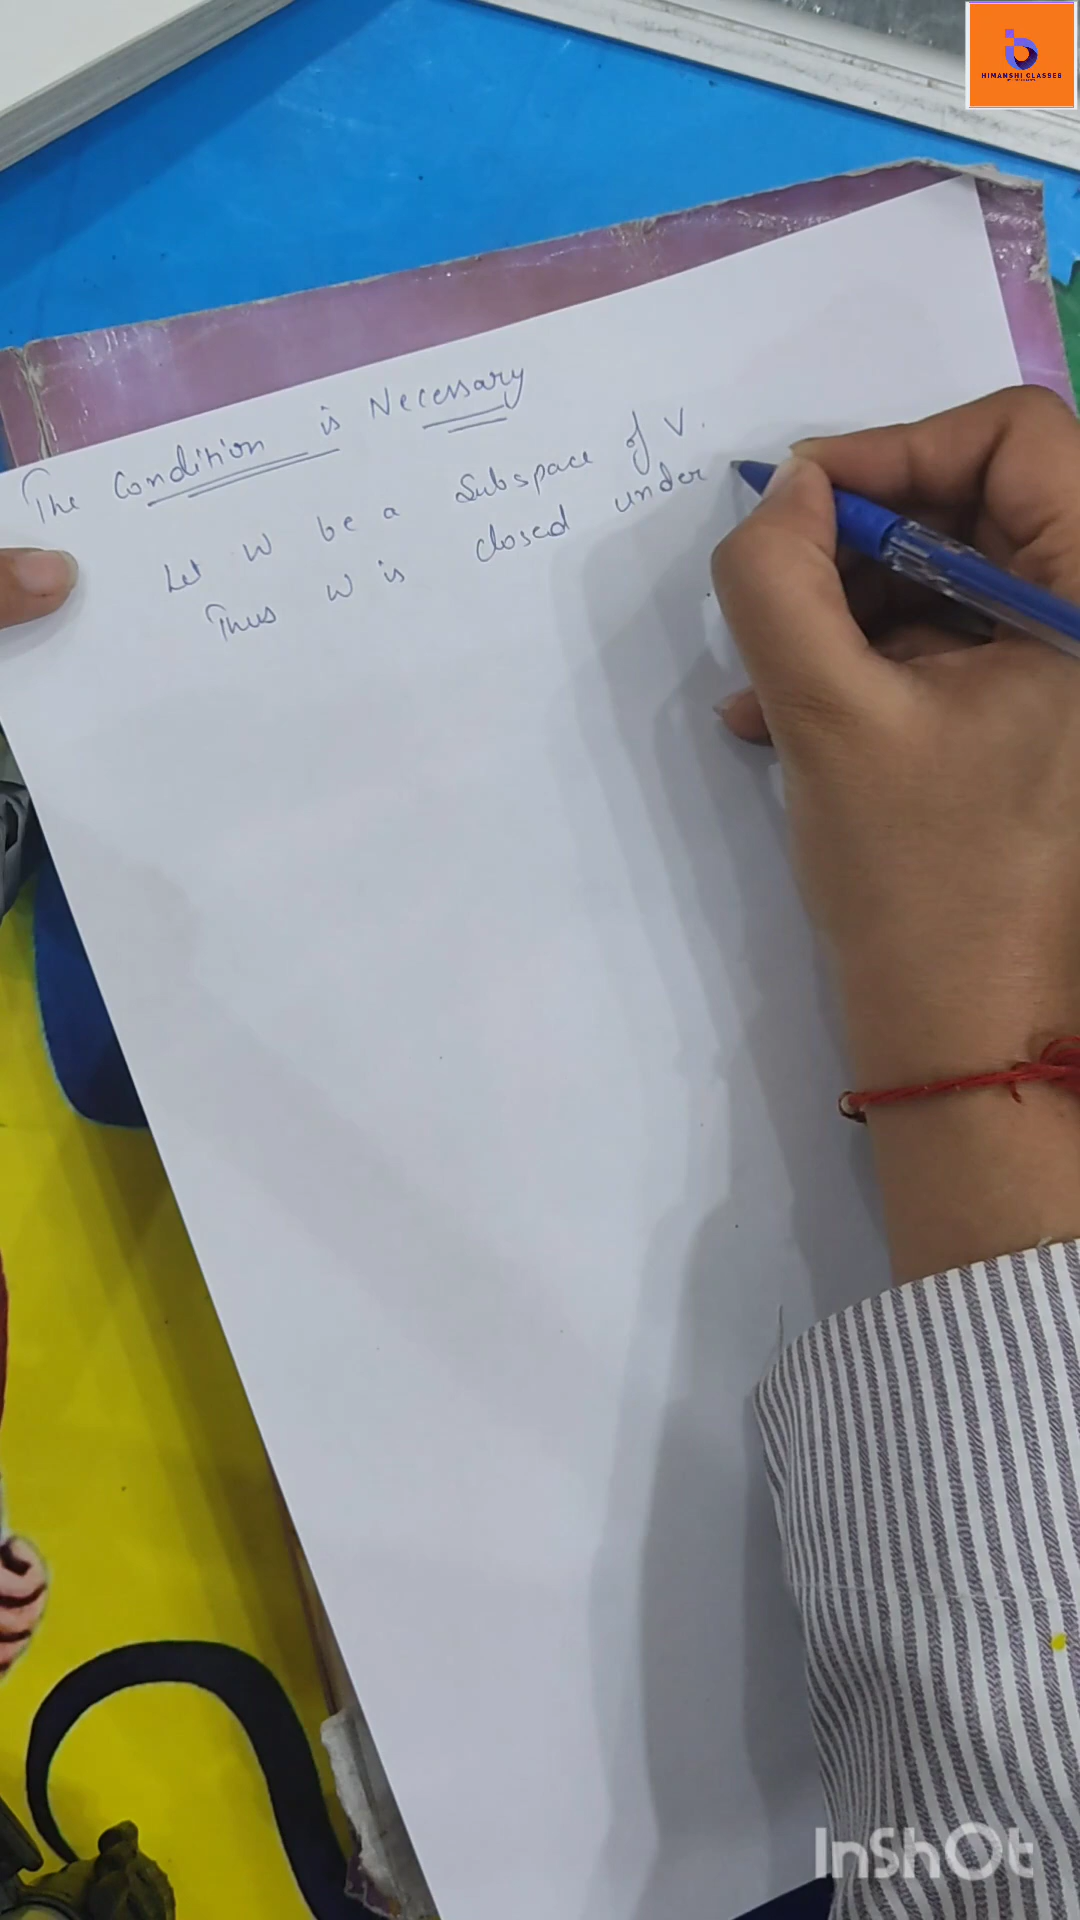 HIMANSHI CLASSES
The Condition is Necessary
Let W be a Subspace of V.
Thus W is closed under
InShOt